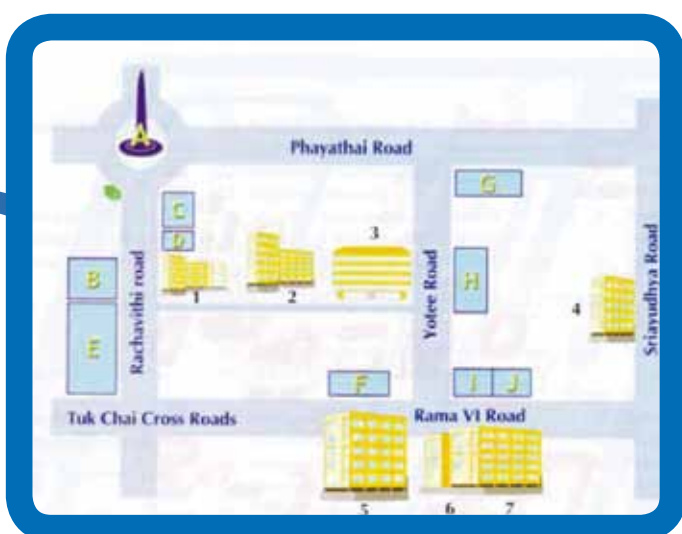 A
Phayathai Road
G
C
D
3
Rachavithi road
B
1
2
Yotee Road
H
4
Sriayudhya Road
E
F
I
J
Tuk Chai Cross Roads
Rama VI Road
5
6
7